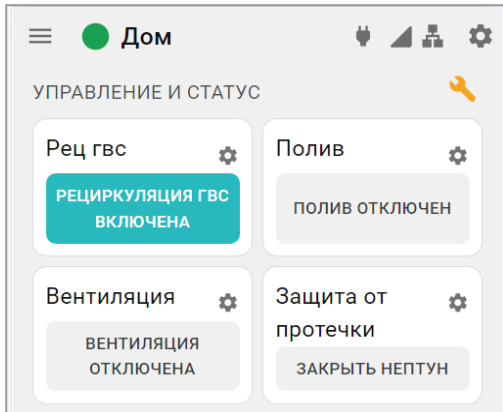 Дом
УПРАВЛЕНИЕ И СТАТУС
Рец гвс
РЕЦИРКУЛЯЦИЯ ГВС
ВКЛЮЧЕНА
Полив
ПОЛИВ ОТКЛЮЧЕН
Вентиляция
ВЕНТИЛЯЦИЯ
ОТКЛЮЧЕНА
Защита от
протечки
ЗАКРЫТЬ НЕПТУН